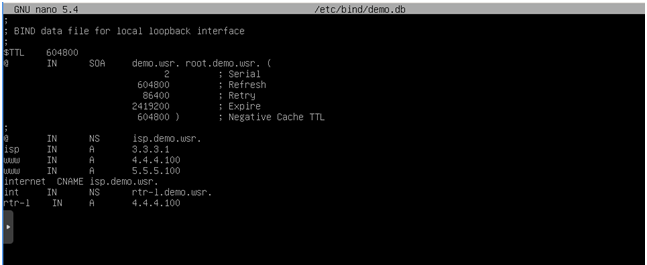 GNU nano 5.4 /etc/bind/demo.db
;
; BIND data file for local loopback interface
;
$TTL 604800
@ IN SOA demo.wsr. root.demo.wsr. (
2 ; Serial
604800 ; Refresh
86400 ; Retry
2419200 ; Expire
604800 ) ; Negative Cache TTL
;
@ IN NS isp.demo.wsr.
isp IN A 3.3.3.1
www IN A 4.4.4.100
www IN A 5.5.5.100
internet CNAME isp.demo.wsr.
int IN NS rtr-l.demo.wsr.
rtr-l IN A 4.4.4.100